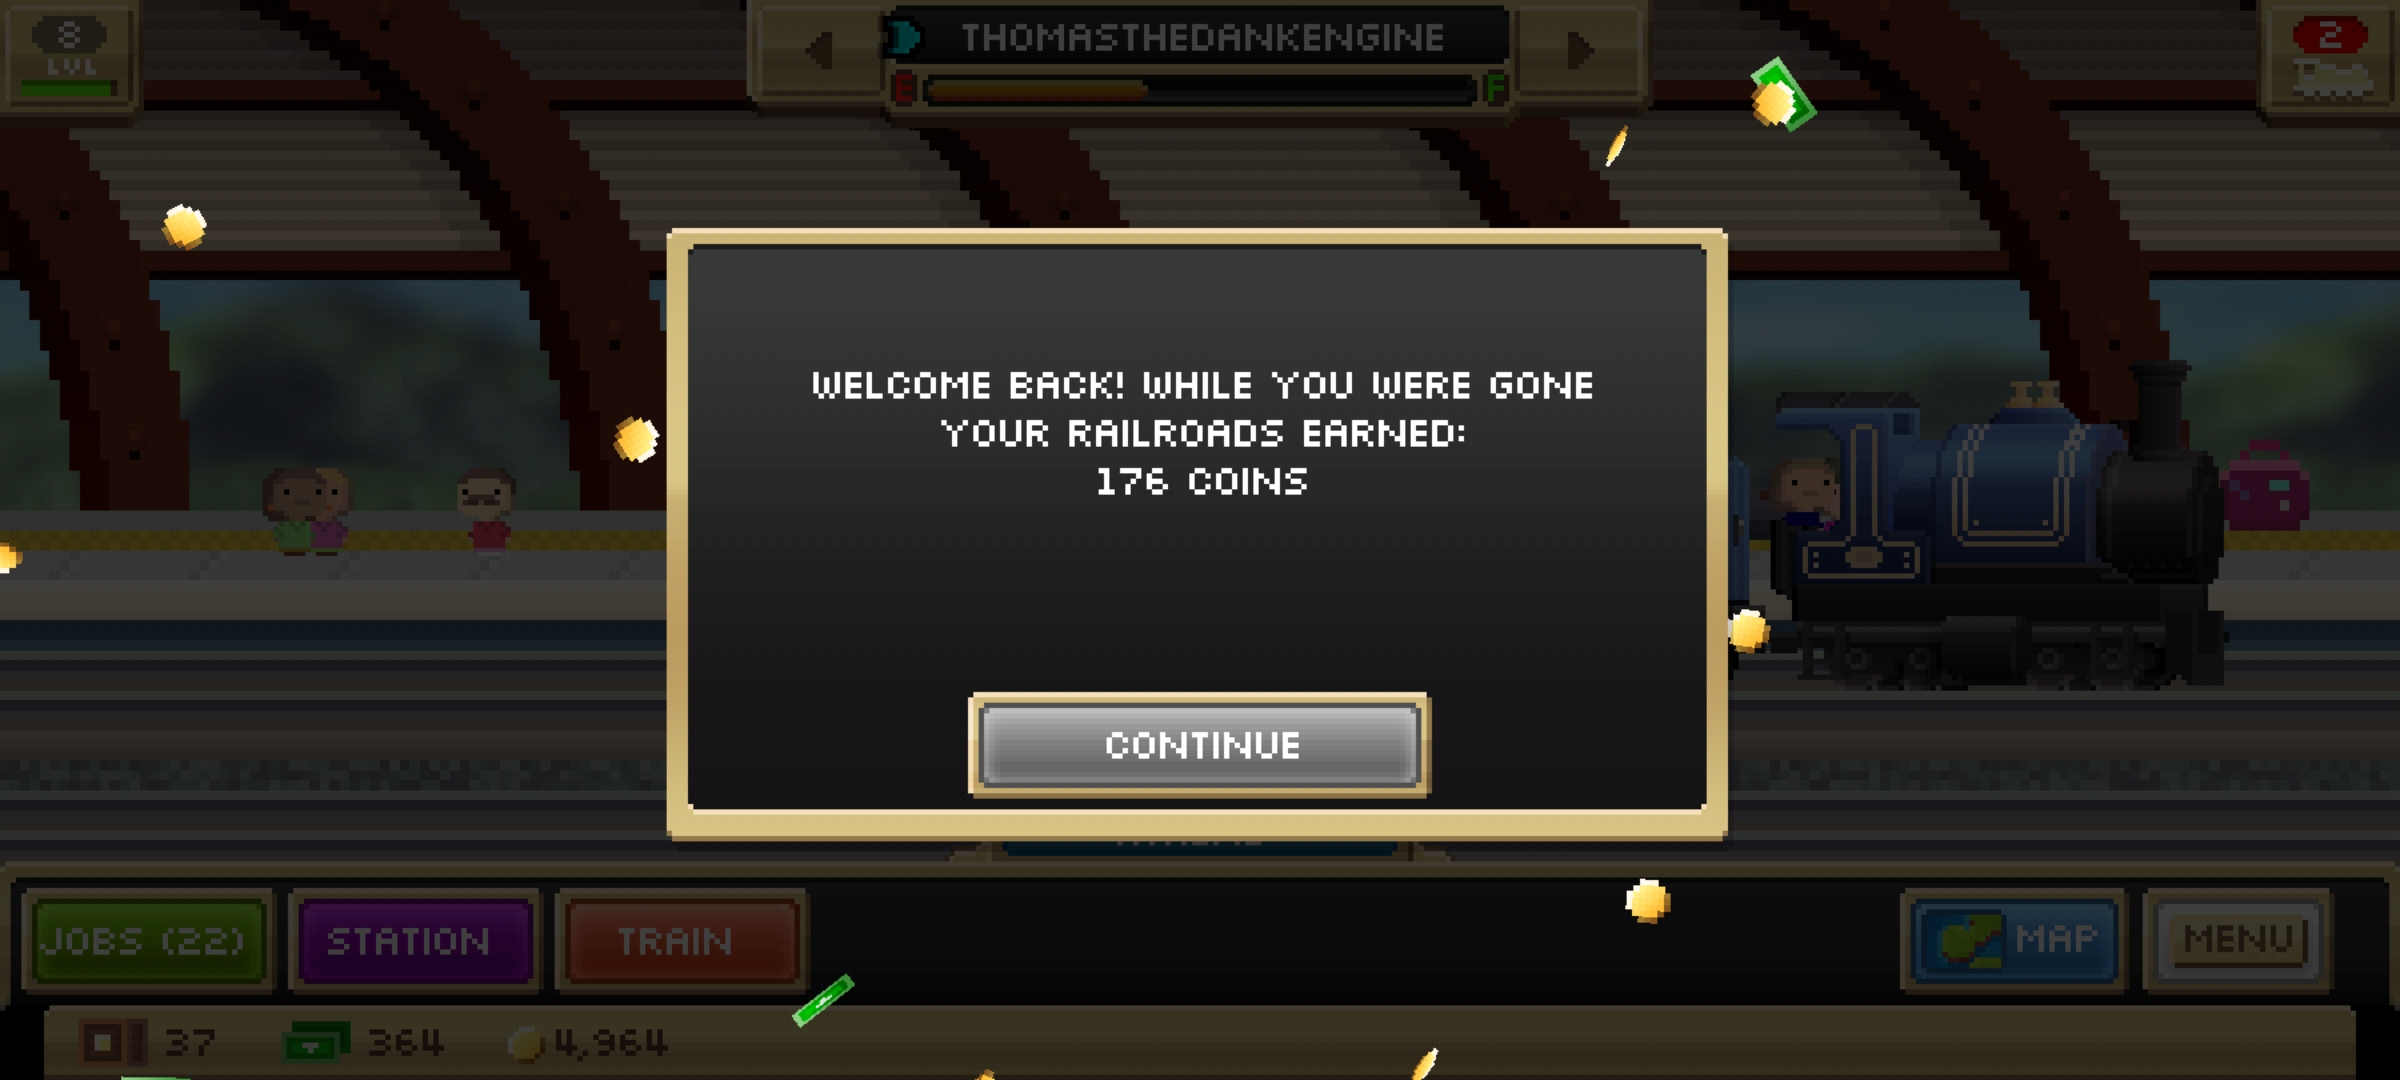 8
LVL
THOMASTHEDANKENGINE
E
F
2
WELCOME BACK! WHILE YOU WERE GONE
YOUR RAILROADS EARNED:
176 COINS
CONTINUE
JOBS (22)
STATION
TRAIN
MAP
MENU
37
364
4,964